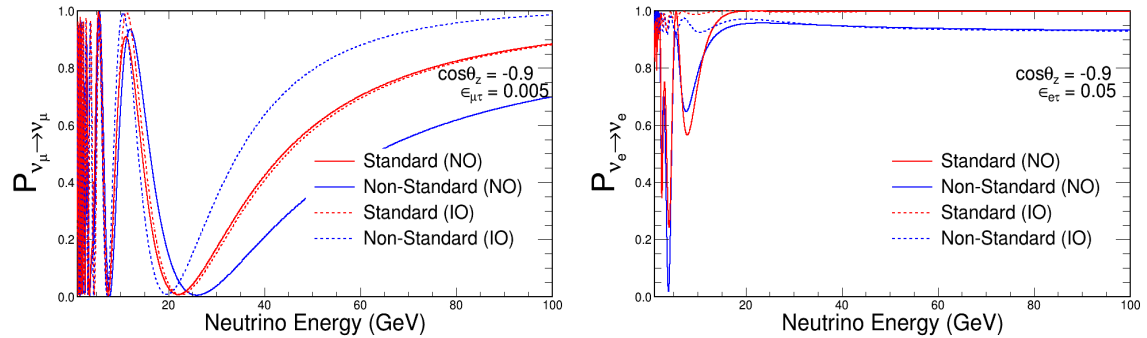 1.0
0.8
0.6
0.4
0.2
0.0
P_{ν_μ→ν_μ}
cosθ_z = -0.9
ε_{μτ} = 0.005
Standard (NO)
Non-Standard (NO)
Standard (IO)
Non-Standard (IO)
20 40 60 80 100
Neutrino Energy (GeV)
1.0
0.8
0.6
0.4
0.2
0.0
P_{ν_e→ν_e}
cosθ_z = -0.9
ε_{eτ} = 0.05
Standard (NO)
Non-Standard (NO)
Standard (IO)
Non-Standard (IO)
20 40 60 80 100
Neutrino Energy (GeV)